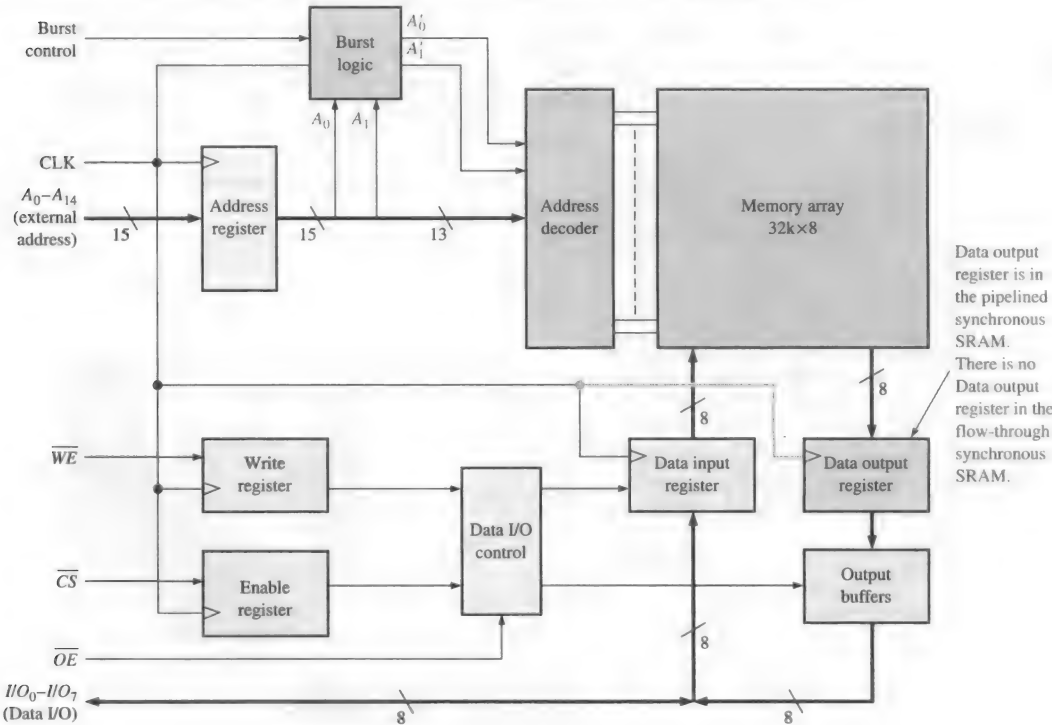 Burst
control
Burst
logic
A′0
A′1
A0
A1
CLK
A0–A14
(external
address)
15
Address
register
15
13
Address
decoder
Memory array
32k×8
Data output
register is in
the pipelined
synchronous
SRAM.
There is no
Data output
register in the
flow-through
synchronous
SRAM.
8
8
WE
Write
register
Data input
register
Data output
register
Data I/O
control
CS
Enable
register
Output
buffers
8
OE
I/O0–I/O7
(Data I/O)
8
8